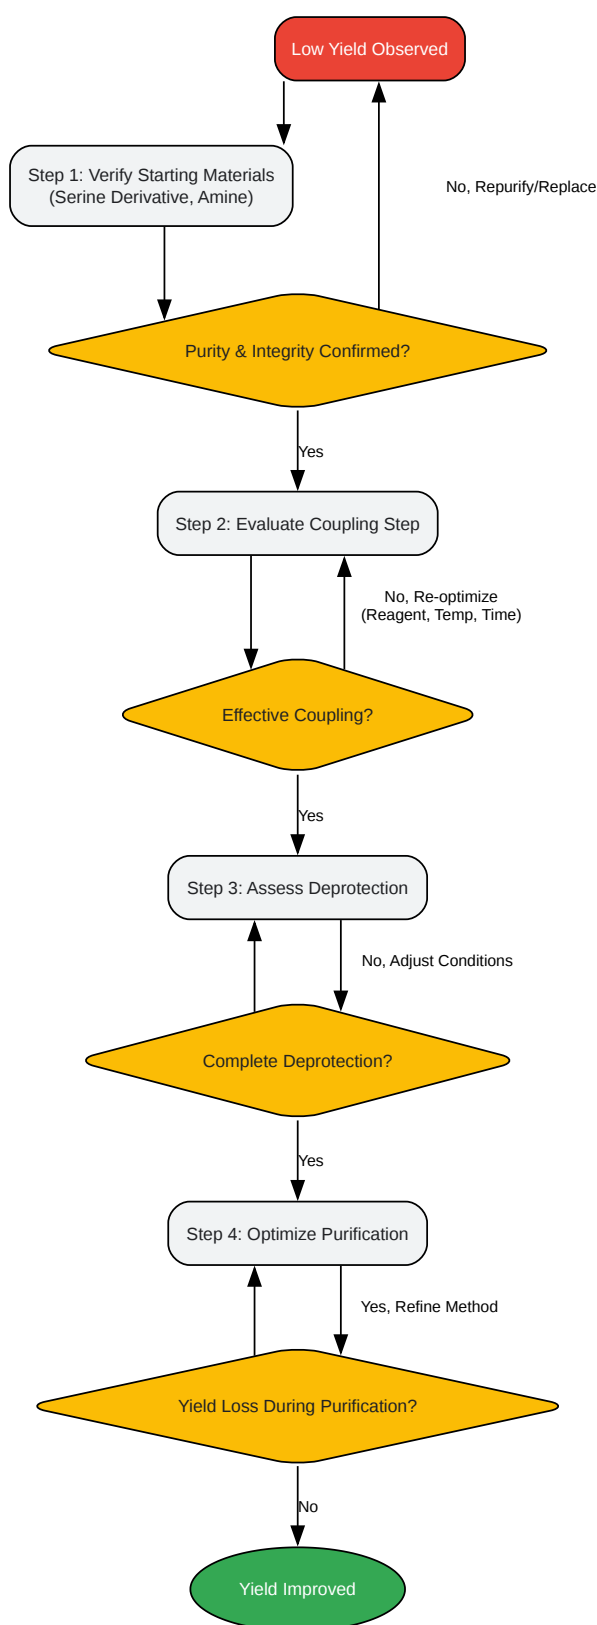 Low Yield Observed
Step 1: Verify Starting Materials
(Serine Derivative, Amine)
No, Repurify/Replace
Purity & Integrity Confirmed?
Yes
Step 2: Evaluate Coupling Step
No, Re-optimize
(Reagent, Temp, Time)
Effective Coupling?
Yes
Step 3: Assess Deprotection
No, Adjust Conditions
Complete Deprotection?
Yes
Step 4: Optimize Purification
Yes, Refine Method
Yield Loss During Purification?
No
Yield Improved